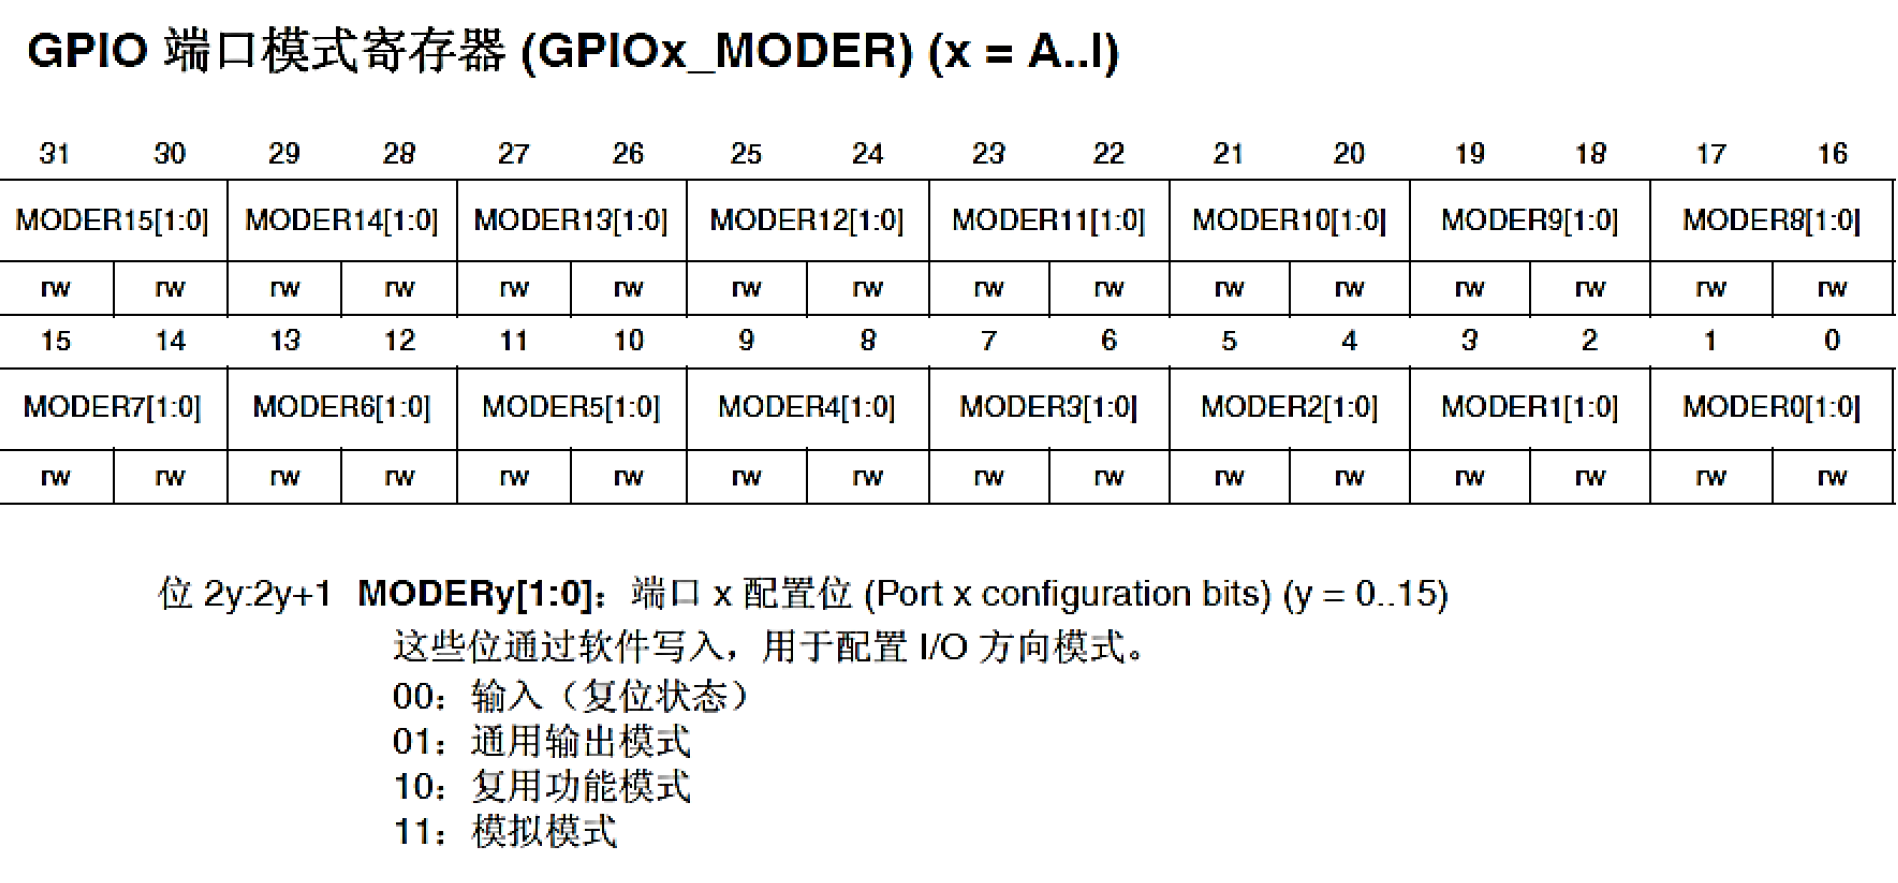 GPIO 端口模式寄存器 (GPIOx_MODER) (x = A..I)
31 30 29 28 27 26 25 24 23 22 21 20 19 18 17 16
MODER15[1:0] MODER14[1:0] MODER13[1:0] MODER12[1:0] MODER11[1:0] MODER10[1:0] MODER9[1:0] MODER8[1:0]
rw rw rw rw rw rw rw rw rw rw rw rw rw rw rw rw
15 14 13 12 11 10 9 8 7 6 5 4 3 2 1 0
MODER7[1:0] MODER6[1:0] MODER5[1:0] MODER4[1:0] MODER3[1:0] MODER2[1:0] MODER1[1:0] MODER0[1:0]
rw rw rw rw rw rw rw rw rw rw rw rw rw rw rw rw
位 2y:2y+1 MODERy[1:0]：端口 x 配置位 (Port x configuration bits) (y = 0..15)
这些位通过软件写入，用于配置 I/O 方向模式。
00：输入（复位状态）
01：通用输出模式
10：复用功能模式
11：模拟模式